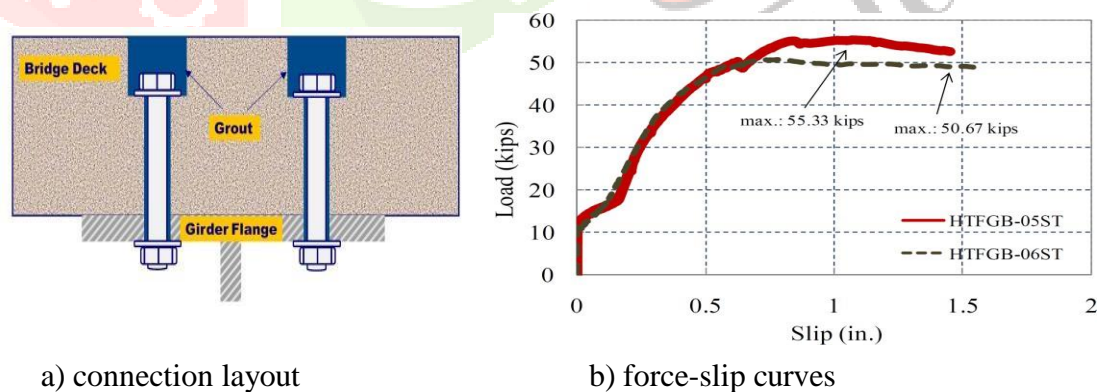 Bridge Deck
Grout
Girder Flange
60
50
40
30
20
10
0
Load (kips)
max.: 55.33 kips
max.: 50.67 kips
HTFGB-05ST
HTFGB-06ST
0
0.5
1
1.5
2
Slip (in.)
a) connection layout
b) force-slip curves